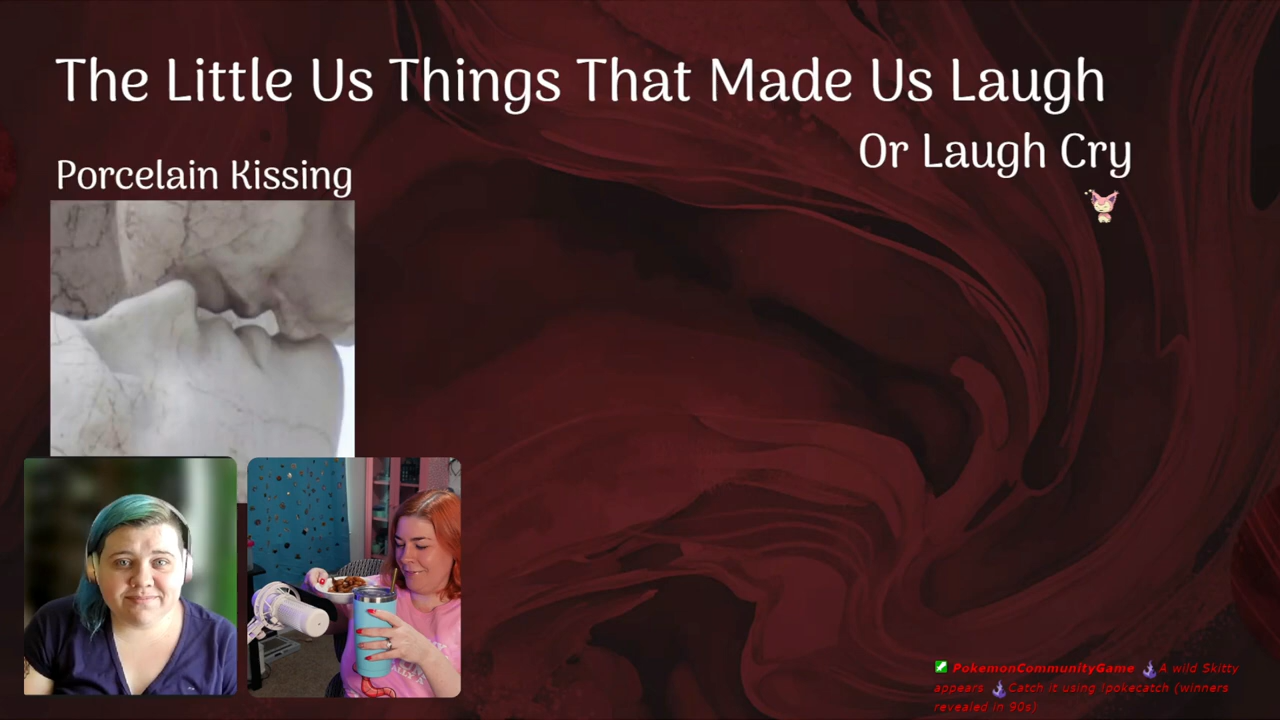 The Little Us Things That Made Us Laugh
Or Laugh Cry
Porcelain Kissing
PokemonCommunityGame A wild Skitty
appears Catch it using !pokecatch (winners
revealed in 90s)